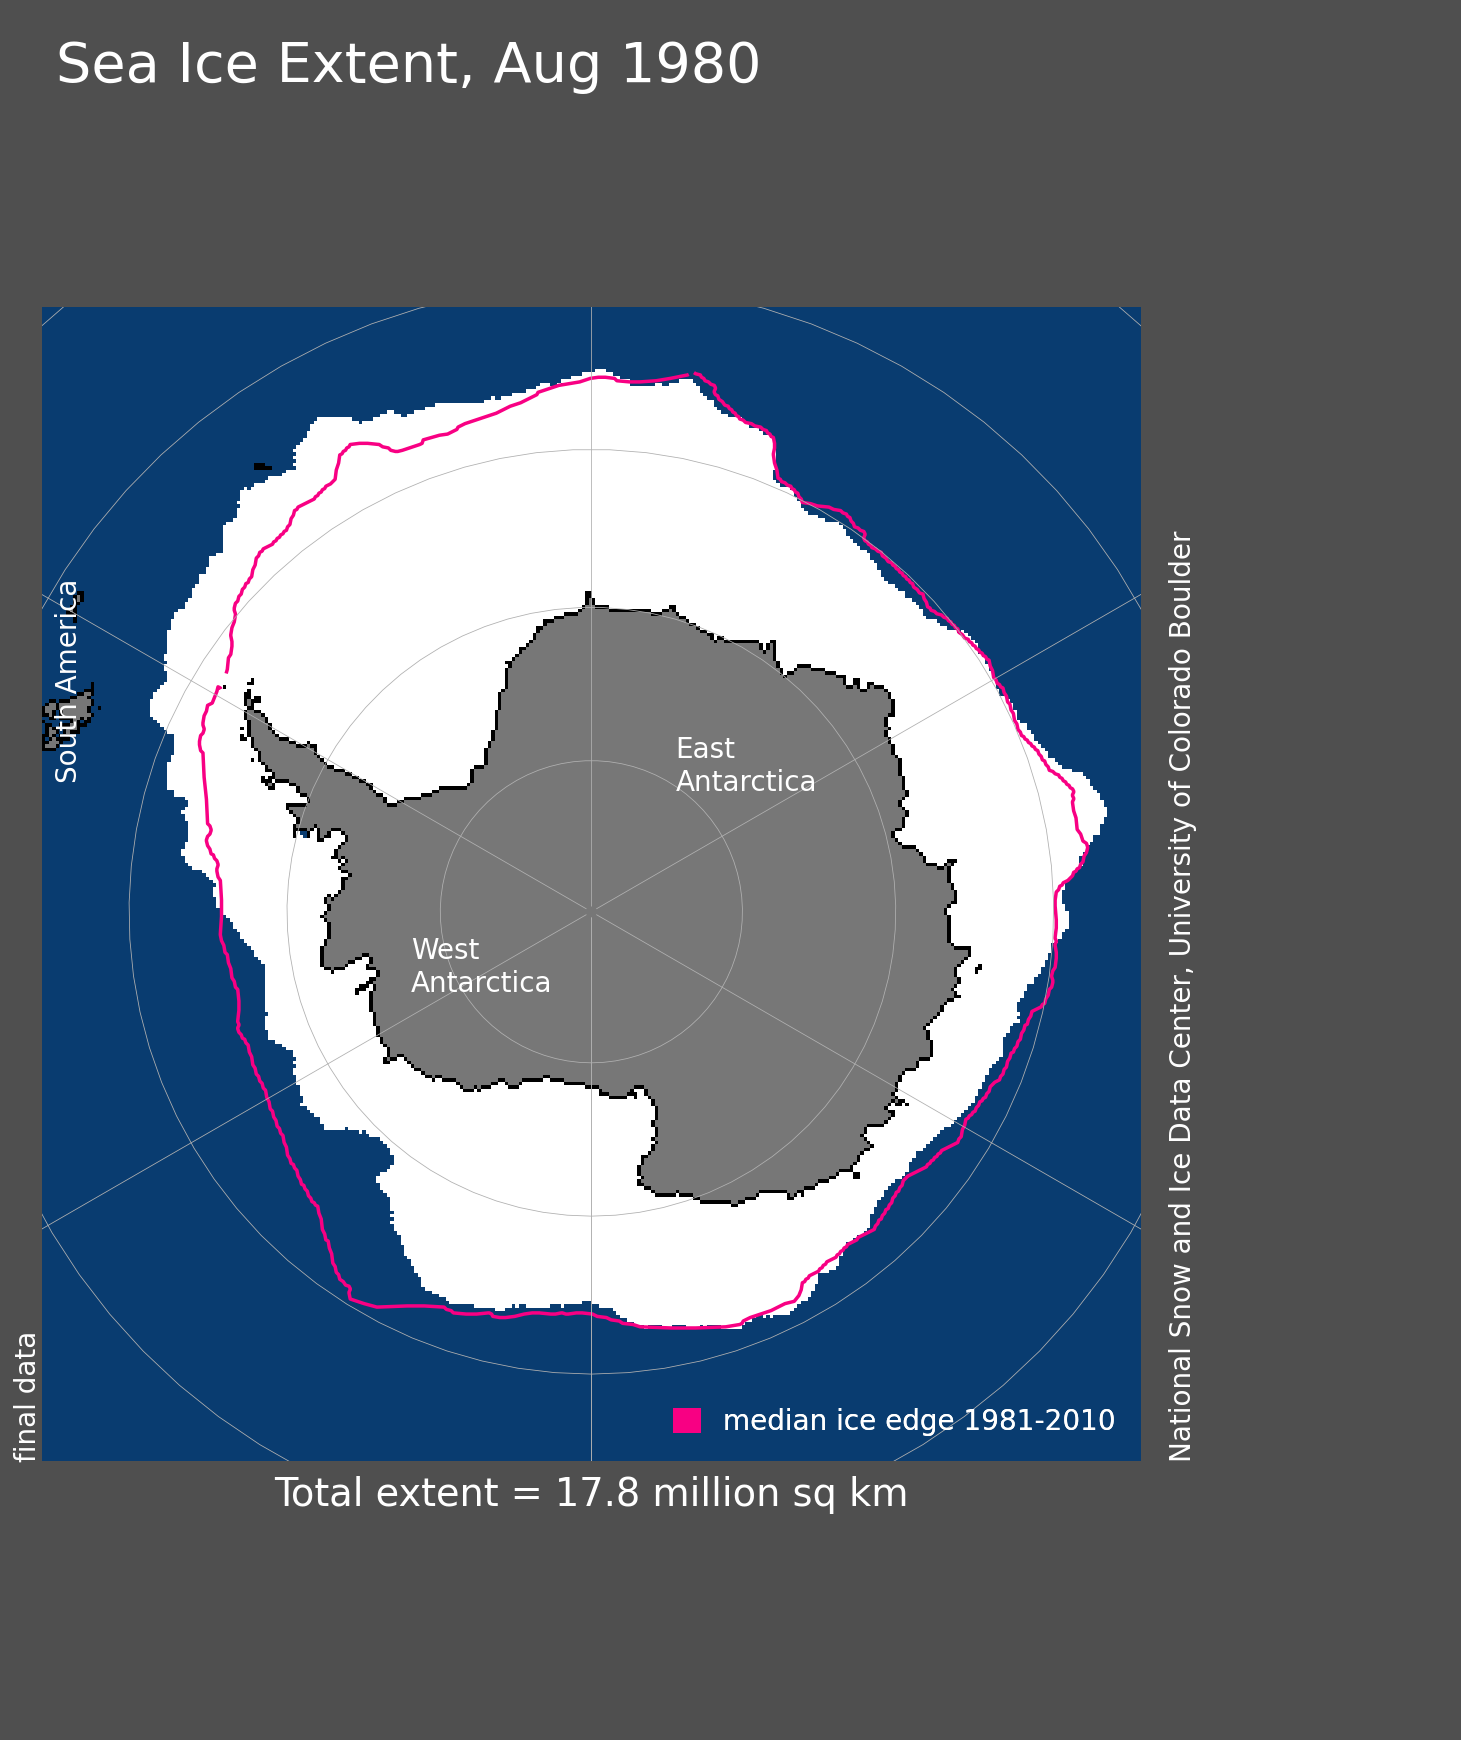 Sea Ice Extent, Aug 1980
South America
East
Antarctica
West
Antarctica
median ice edge 1981-2010
final data
National Snow and Ice Data Center, University of Colorado Boulder
Total extent = 17.8 million sq km